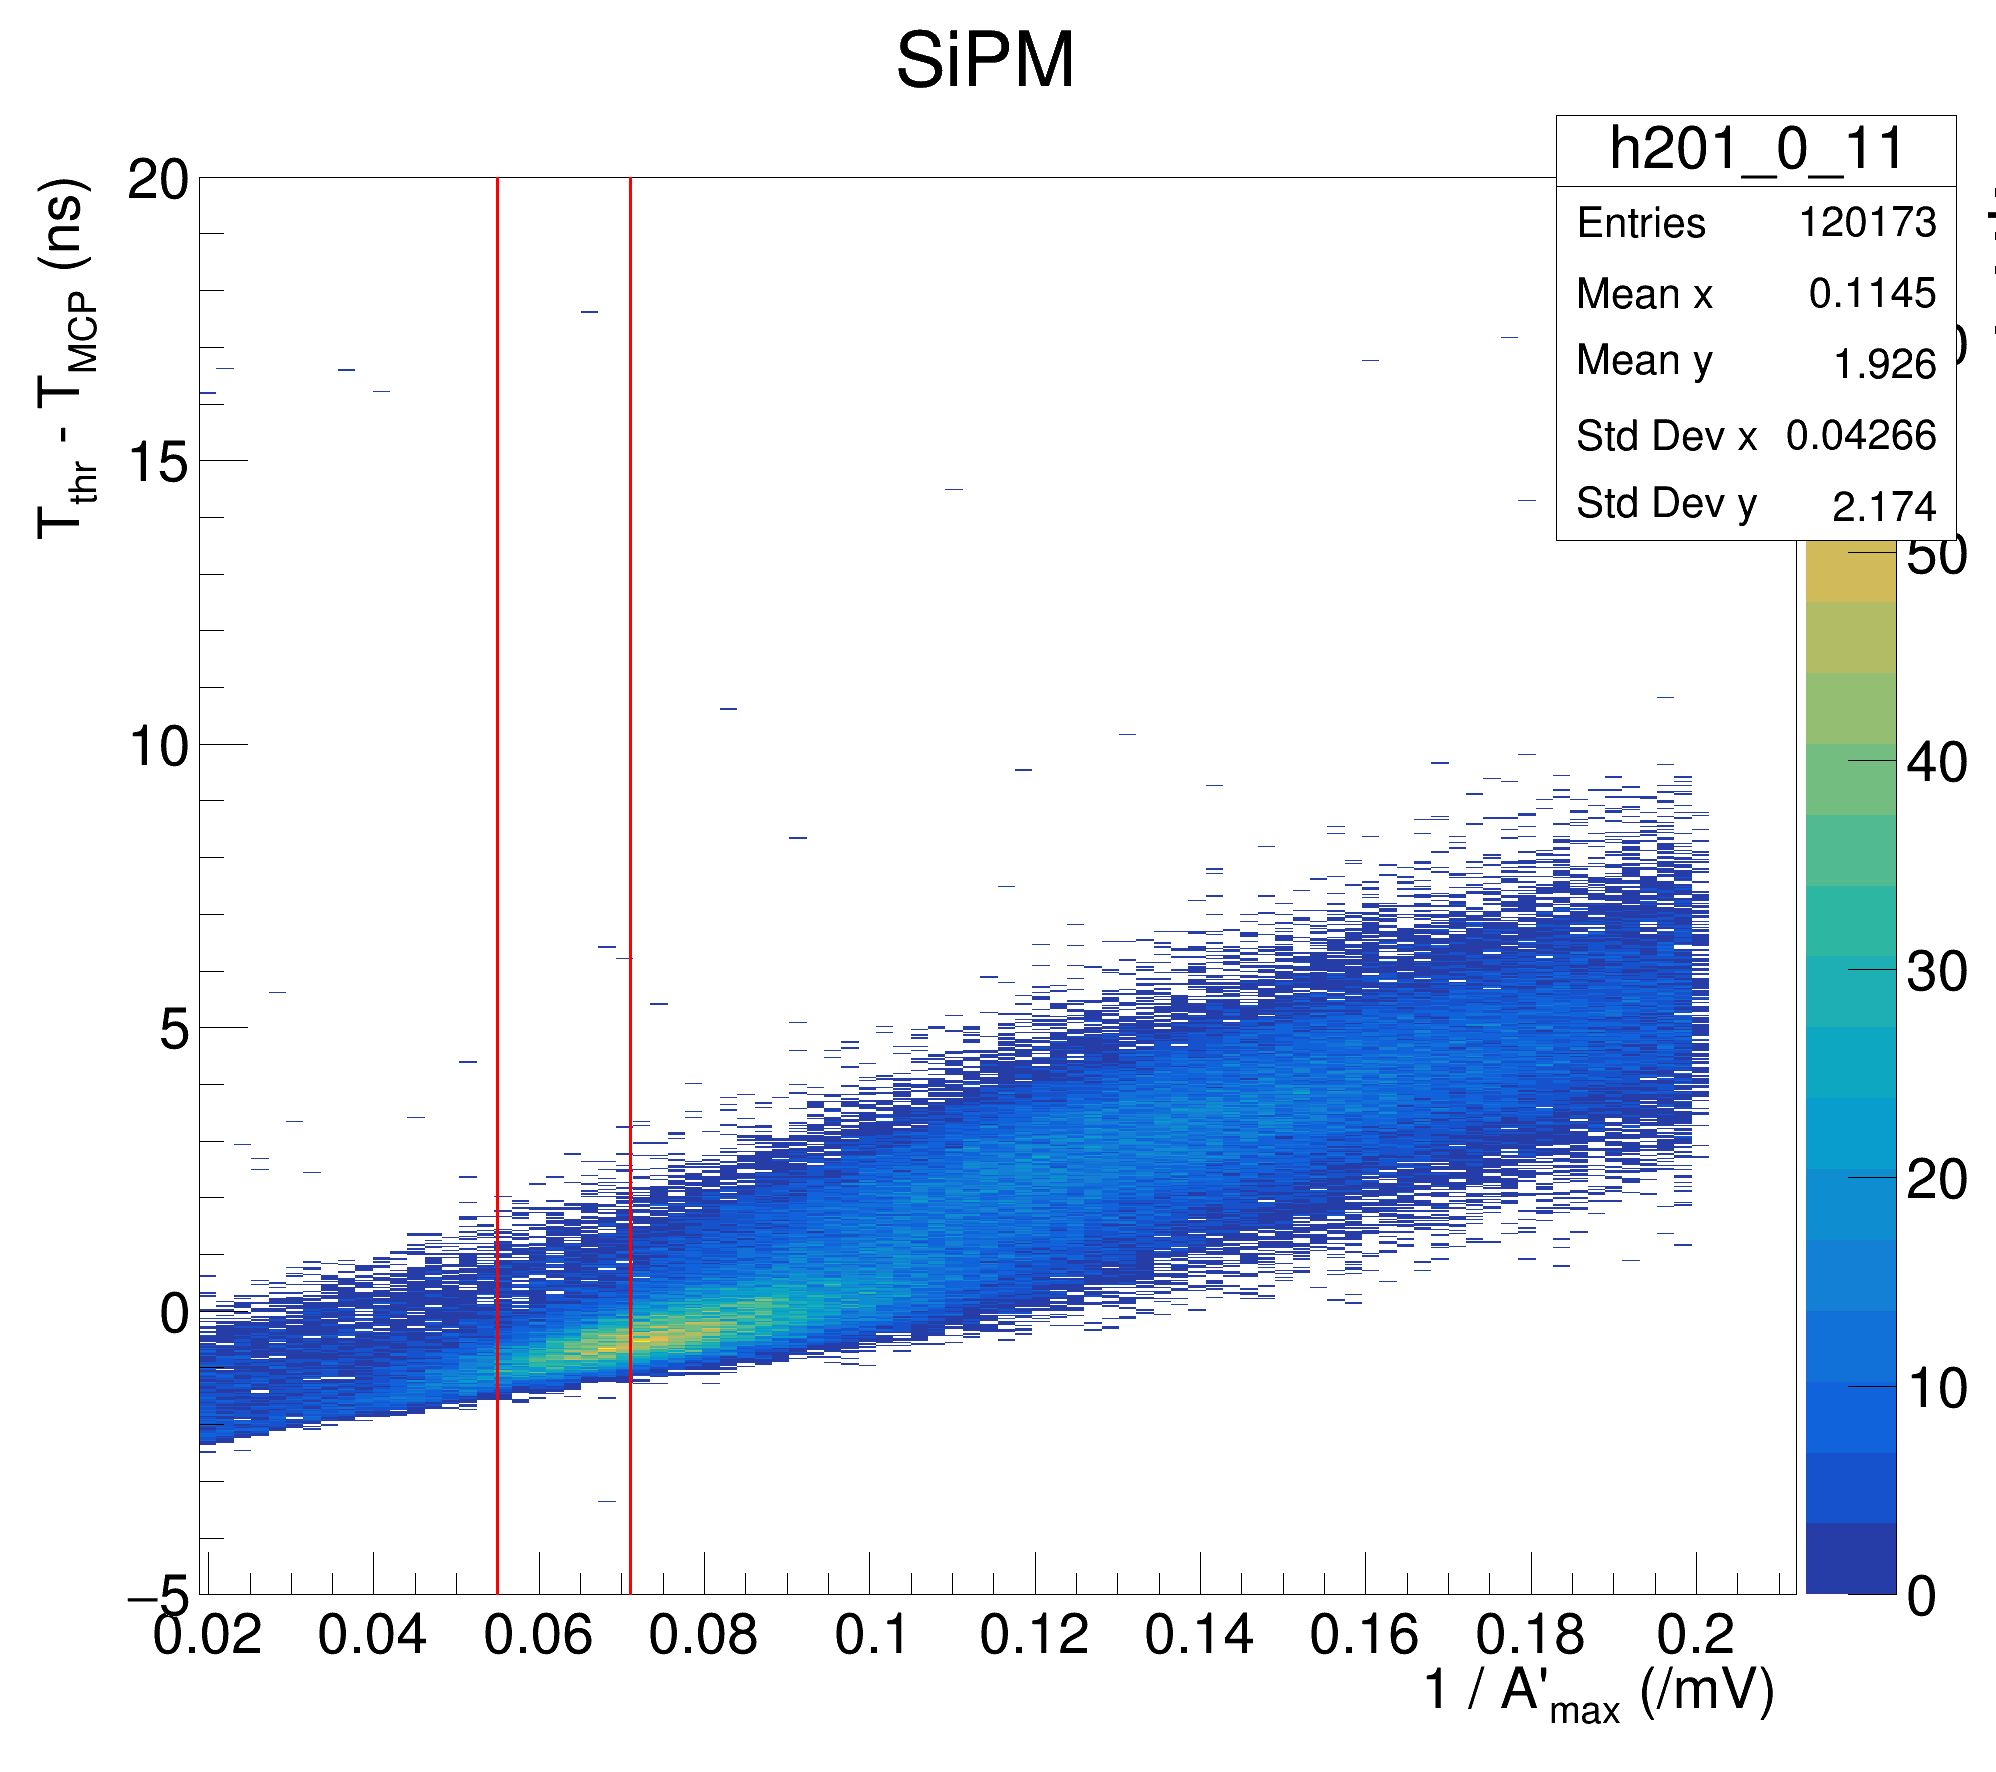 SiPM
h201_0_11
Entries 120173
Mean x 0.1145
Mean y 1.926
Std Dev x 0.04266
Std Dev y 2.174
T_thr - T_MCP (ns)
20
15
10
5
0
−5
0.02 0.04 0.06 0.08 0.1 0.12 0.14 0.16 0.18 0.2
1 / A'_max (/mV)
50
40
30
20
10
0